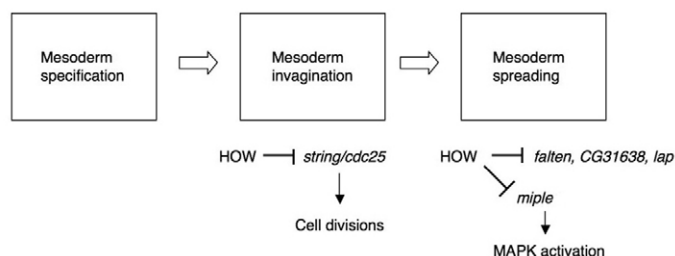 Mesoderm
specification
Mesoderm
invagination
Mesoderm
spreading
HOW string/cdc25
Cell divisions
HOW falten, CG31638, lap
miple
MAPK activation